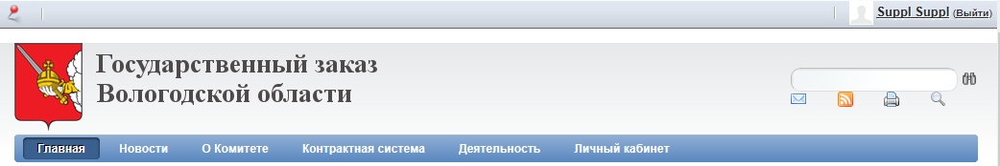 Suppl Suppl (Выйти)
Государственный заказ
Вологодской области
Главная Новости О Комитете Контрактная система Деятельность Личный кабинет